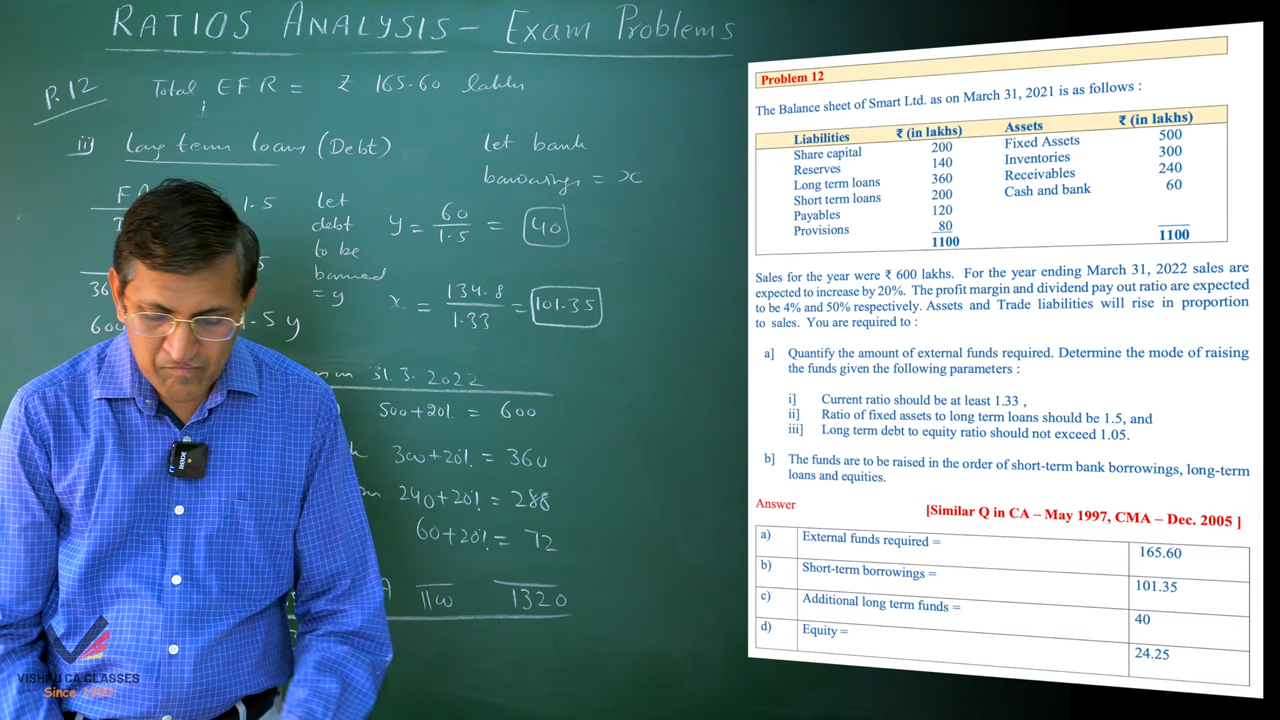 RATIOS ANALYSIS - Exam Problems
P.12
Total EFR = ₹ 165.60 lakhs
ii) Long term loans (Debt)
let bank
borrowings = x
FA
1.5
let
debt
to be
borrowed
= y
y = 60 / 1.5 = 40
36
600
1.5 y
x = 134.8 / 1.33 = 101.35
31.3.2022
500+20% = 600
300+20% = 360
240+20% = 288
60+20% = 72
1100 1320
RODE
VISHNU CA CLASSES
Since 1990
Problem 12
The Balance sheet of Smart Ltd. as on March 31, 2021 is as follows :
Liabilities ₹ (in lakhs) Assets ₹ (in lakhs)
Share capital 200 Fixed Assets 500
Reserves 140 Inventories 300
Long term loans 360 Receivables 240
Short term loans 200 Cash and bank 60
Payables 120
Provisions 80
1100 1100
Sales for the year were ₹ 600 lakhs. For the year ending March 31, 2022 sales are
expected to increase by 20%. The profit margin and dividend pay out ratio are expected
to be 4% and 50% respectively. Assets and Trade liabilities will rise in proportion
to sales. You are required to :
a] Quantify the amount of external funds required. Determine the mode of raising
the funds given the following parameters :
i] Current ratio should be at least 1.33 ,
ii] Ratio of fixed assets to long term loans should be 1.5, and
iii] Long term debt to equity ratio should not exceed 1.05.
b] The funds are to be raised in the order of short-term bank borrowings, long-term
loans and equities.
Answer [Similar Q in CA – May 1997, CMA – Dec. 2005 ]
a) External funds required = 165.60
b) Short-term borrowings = 101.35
c) Additional long term funds = 40
d) Equity = 24.25